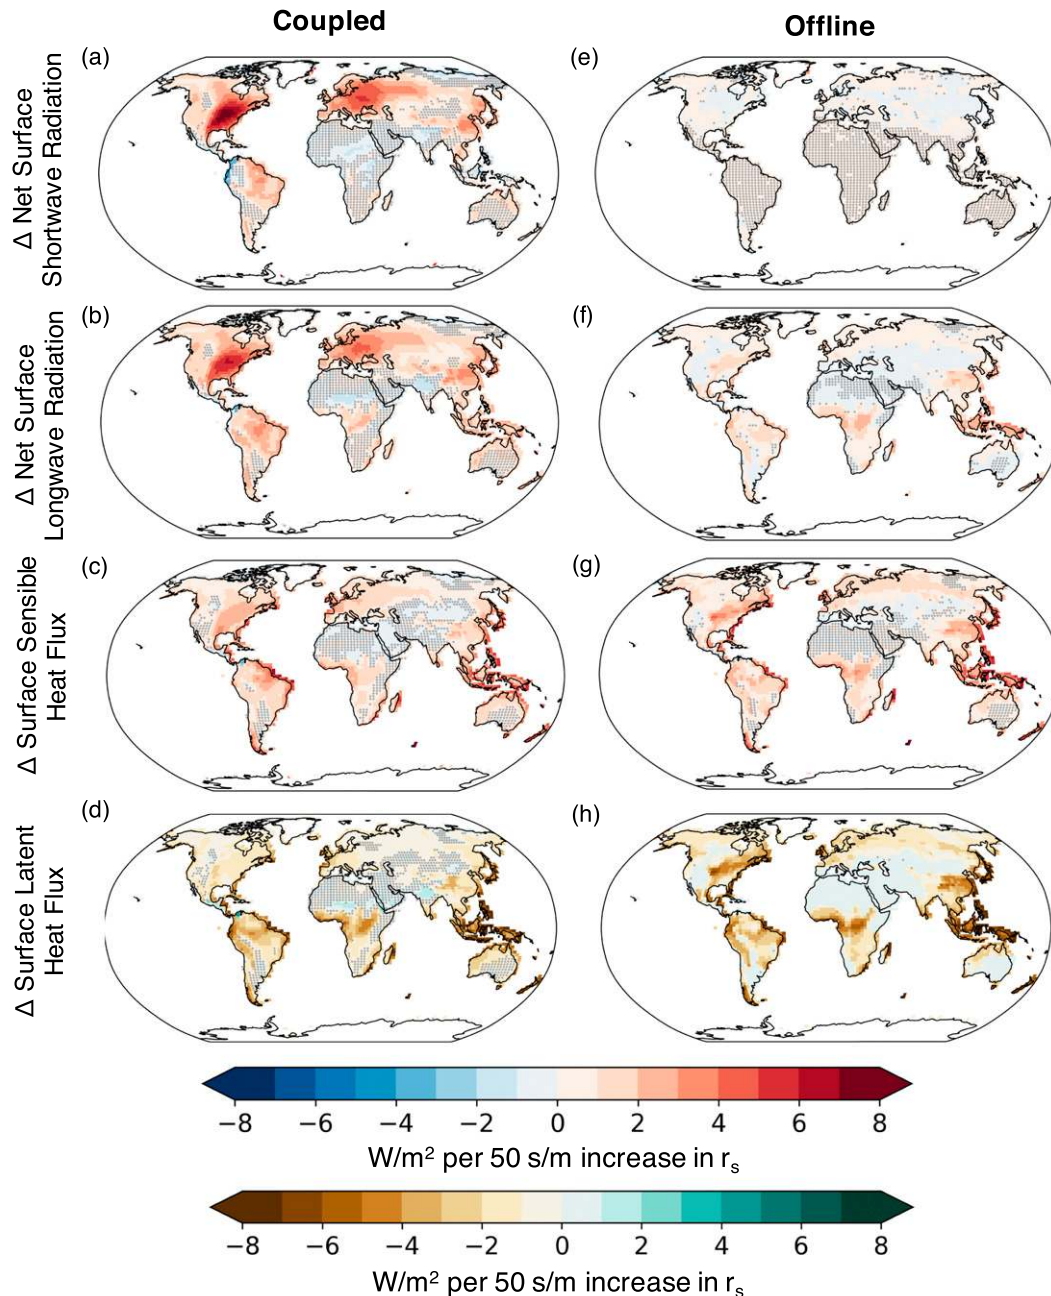 Coupled
Offline
(a)
(e)
Δ Net Surface
Shortwave Radiation
(b)
(f)
Δ Net Surface
Longwave Radiation
(c)
(g)
Δ Surface Sensible
Heat Flux
(d)
(h)
Δ Surface Latent
Heat Flux
−8 −6 −4 −2 0 2 4 6 8
W/m² per 50 s/m increase in rₛ
−8 −6 −4 −2 0 2 4 6 8
W/m² per 50 s/m increase in rₛ